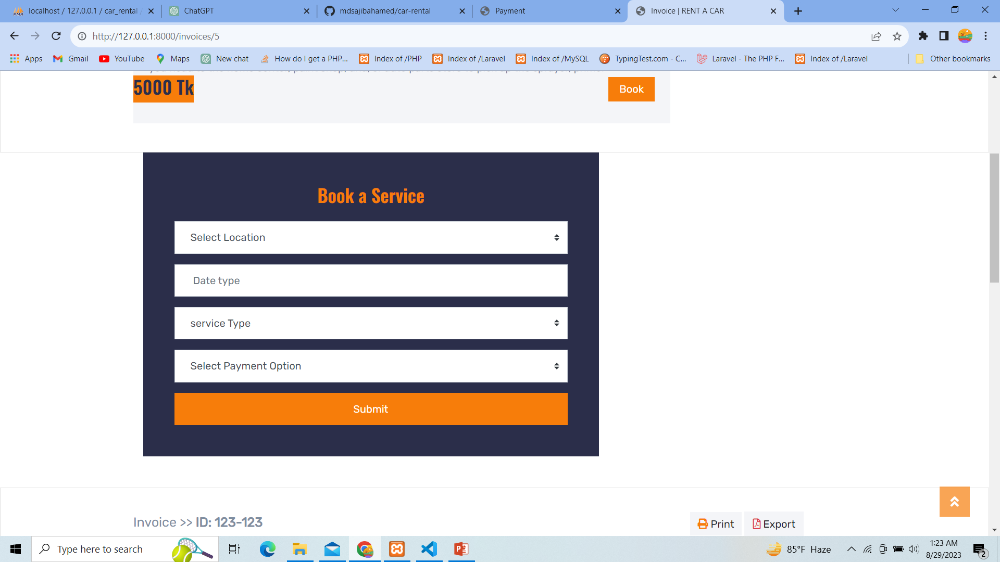 localhost / 127.0.0.1 / car_rental
ChatGPT
mdsajibahamed/car-rental
Payment
Invoice | RENT A CAR
http://127.0.0.1:8000/invoices/5
Apps
Gmail
YouTube
Maps
New chat
How do I get a PHP...
Index of /PHP
Index of /Laravel
Index of /MySQL
TypingTest.com - C...
Laravel - The PHP F...
Index of /Laravel
Other bookmarks
5000 Tk
Book
Book a Service
Select Location
Date type
service Type
Select Payment Option
Submit
Invoice >> ID: 123-123
Print
Export
Type here to search
85°F Haze
1:23 AM
8/29/2023
2